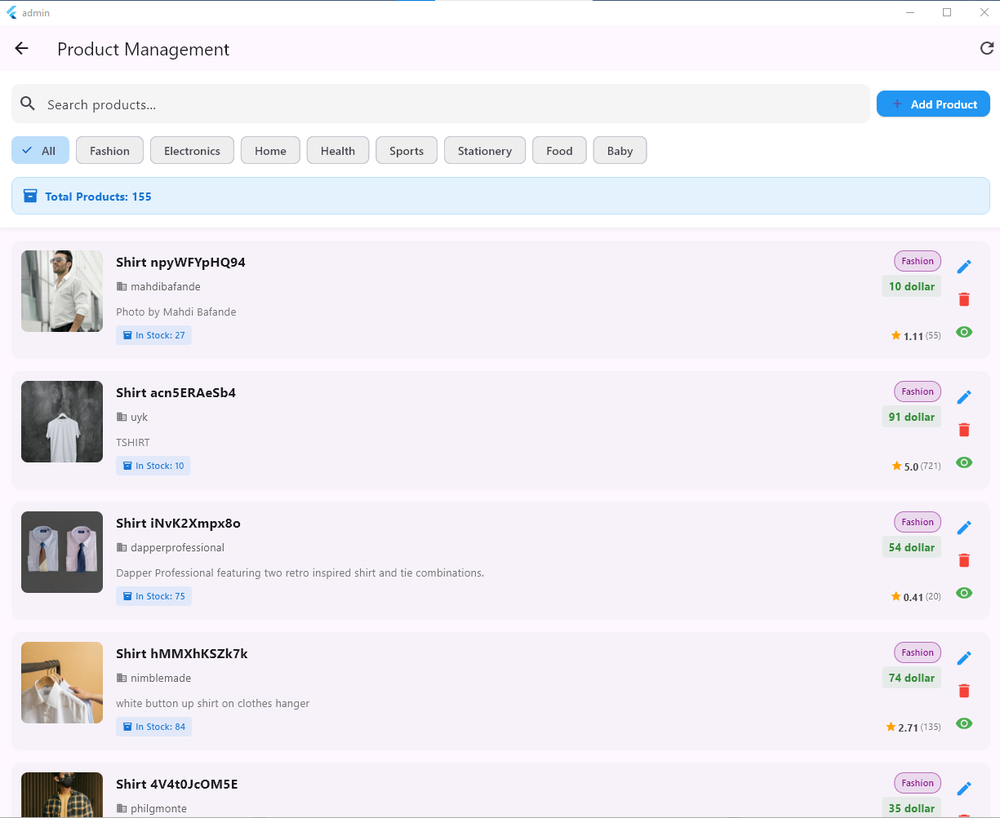 admin
Product Management
Search products...
Add Product
All Fashion Electronics Home Health Sports Stationery Food Baby
Total Products: 155
Shirt npyWFYpHQ94
Fashion
mahdibafande
10 dollar
Photo by Mahdi Bafande
In Stock: 27
1.11 (55)
Shirt acn5ERAeSb4
Fashion
uyk
91 dollar
TSHIRT
In Stock: 10
5.0 (721)
Shirt iNvK2Xmpx8o
Fashion
dapperprofessional
54 dollar
Dapper Professional featuring two retro inspired shirt and tie combinations.
In Stock: 75
0.41 (20)
Shirt hMMXhKSZk7k
Fashion
nimblemade
74 dollar
white button up shirt on clothes hanger
In Stock: 84
2.71 (135)
Shirt 4V4t0JcOM5E
Fashion
philgmonte
35 dollar